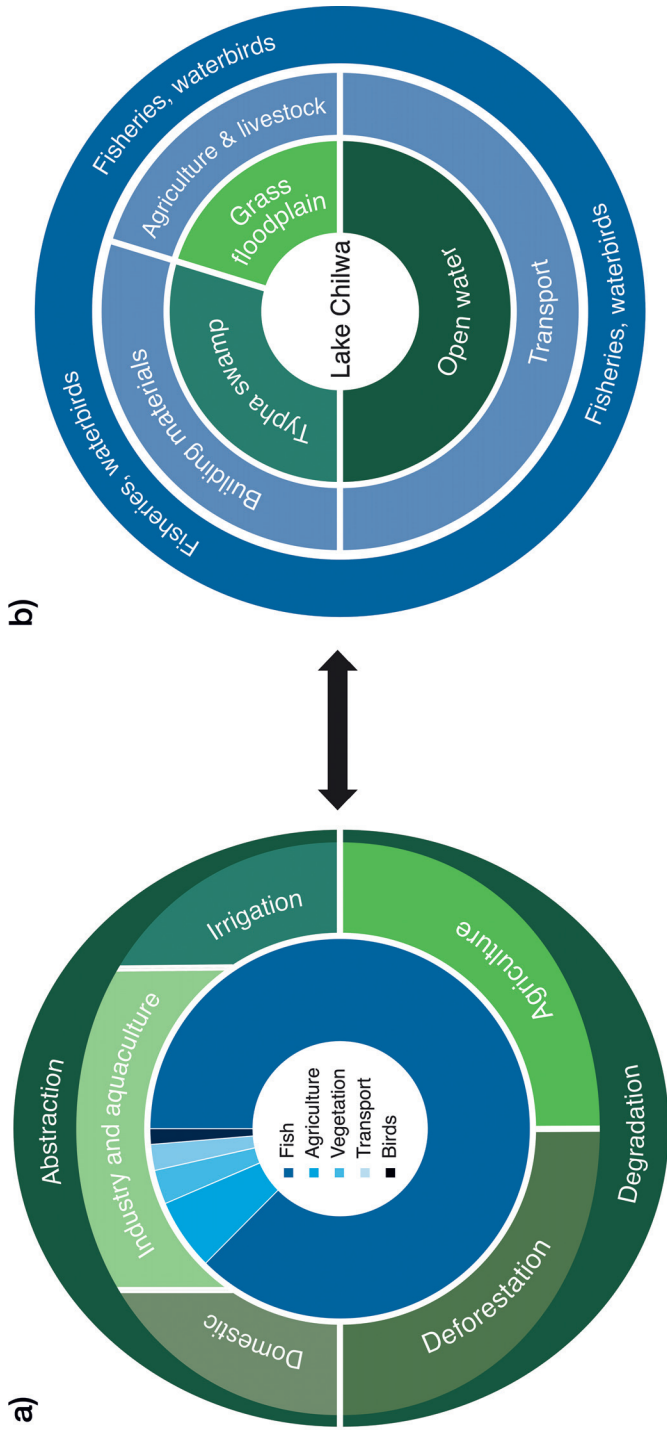 a)
Abstraction
Domestic
Industry and aquaculture
Irrigation
Fish
Agriculture
Vegetation
Transport
Birds
Deforestation
Agriculture
Degradation
b)
Fisheries, waterbirds
Fisheries, waterbirds
Building materials
Agriculture & livestock
Typha swamp
Grass
floodplain
Lake Chilwa
Open water
Transport
Fisheries, waterbirds